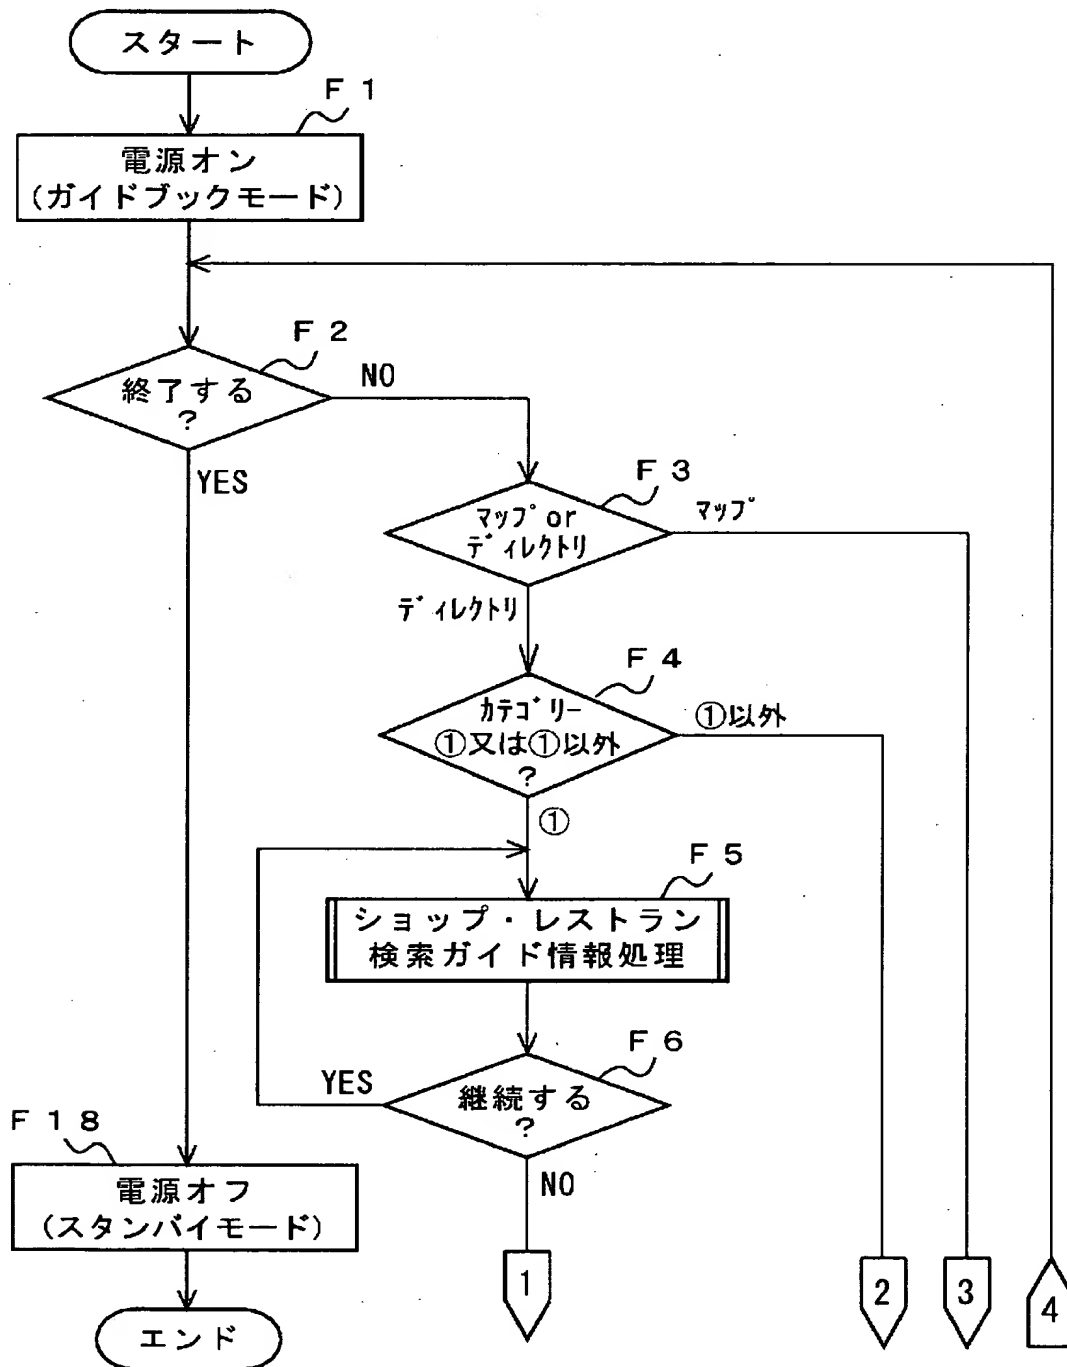 スタート
F 1
電源オン
(ガイドブックモード)
F 2
終了する
?
NO
YES
F 3
マップ or
ディレクトリ
マップ
ディレクトリ
F 4
カテゴリー
①又は①以外
?
①以外
①
F 5
ショップ・レストラン
検索ガイド情報処理
F 6
YES
継続する
?
NO
F 1 8
電源オフ
(スタンバイモード)
エンド
1
2
3
4